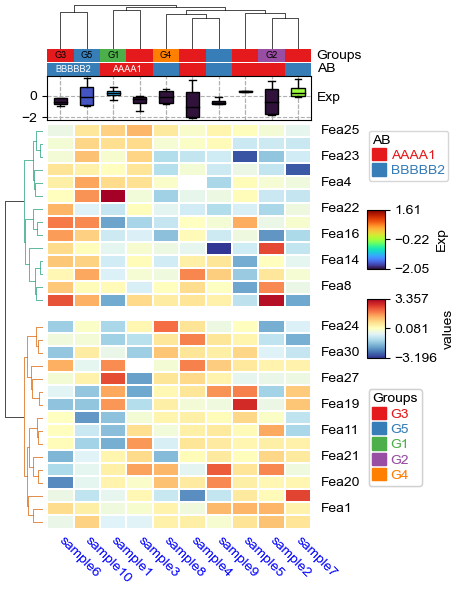 G3 G5 G1 G4 G2 Groups
BBBBB2 AAAA1 AB
0
−2
Exp
Fea25
Fea23
Fea4
Fea22
Fea16
Fea14
Fea8
Fea24
Fea30
Fea27
Fea19
Fea11
Fea21
Fea20
Fea1
sample6
sample10
sample1
sample3
sample8
sample4
sample9
sample5
sample2
sample7
AB
AAAA1
BBBBB2
1.61
−0.22
−2.05
Exp
3.357
0.081
−3.196
values
Groups
G3
G5
G1
G2
G4